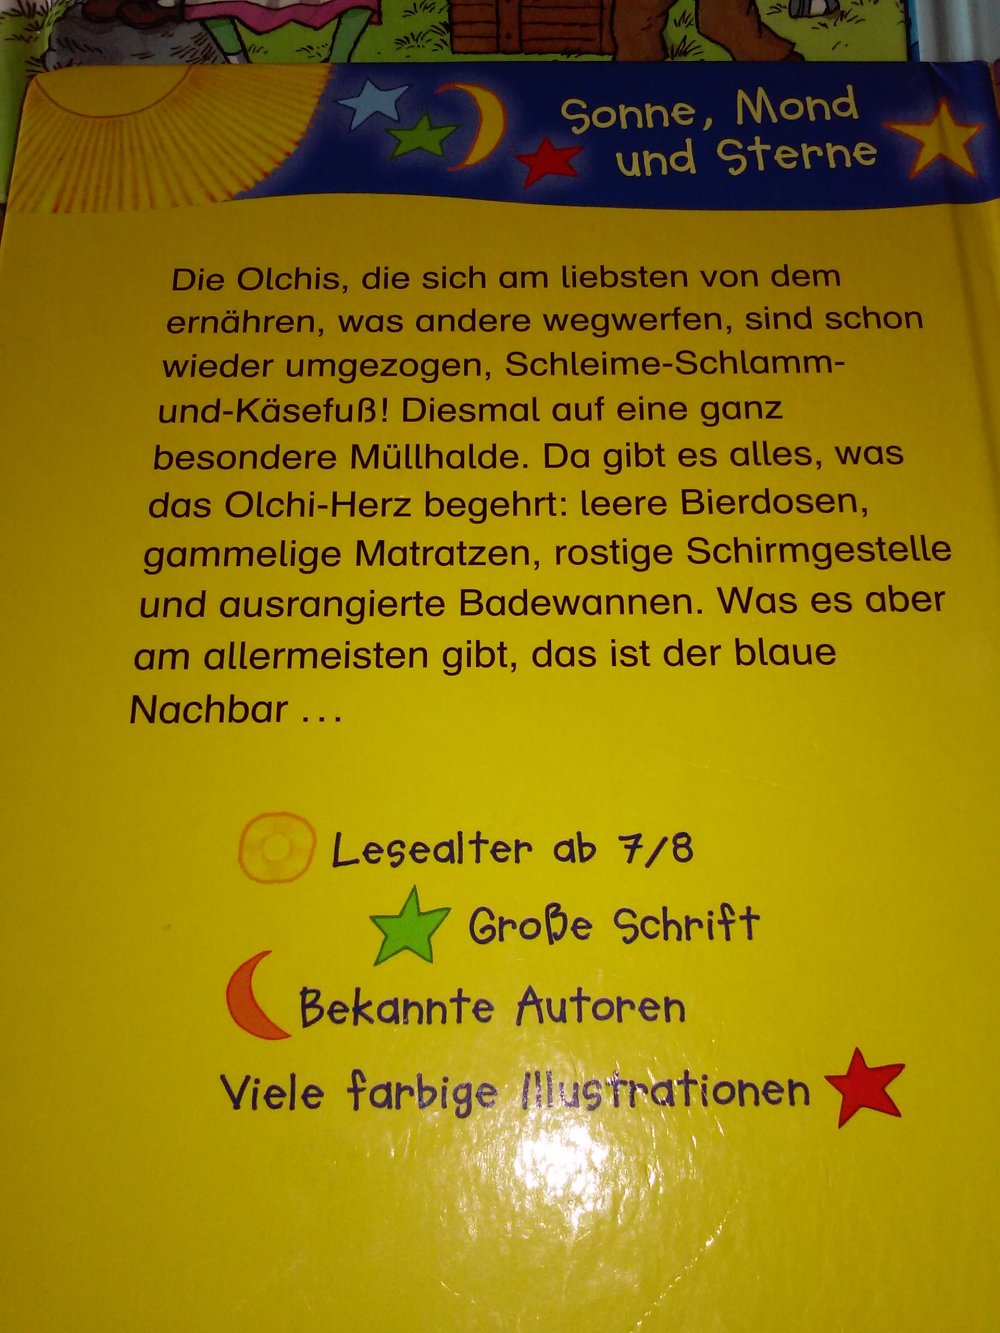 Sonne, Mond
und Sterne
Die Olchis, die sich am liebsten von dem
ernähren, was andere wegwerfen, sind schon
wieder umgezogen, Schleime-Schlamm-
und-Käsefuß! Diesmal auf eine ganz
besondere Müllhalde. Da gibt es alles, was
das Olchi-Herz begehrt: leere Bierdosen,
gammelige Matratzen, rostige Schirmgestelle
und ausrangierte Badewannen. Was es aber
am allermeisten gibt, das ist der blaue
Nachbar ...
Lesealter ab 7/8
Große Schrift
Bekannte Autoren
Viele farbige Illustrationen